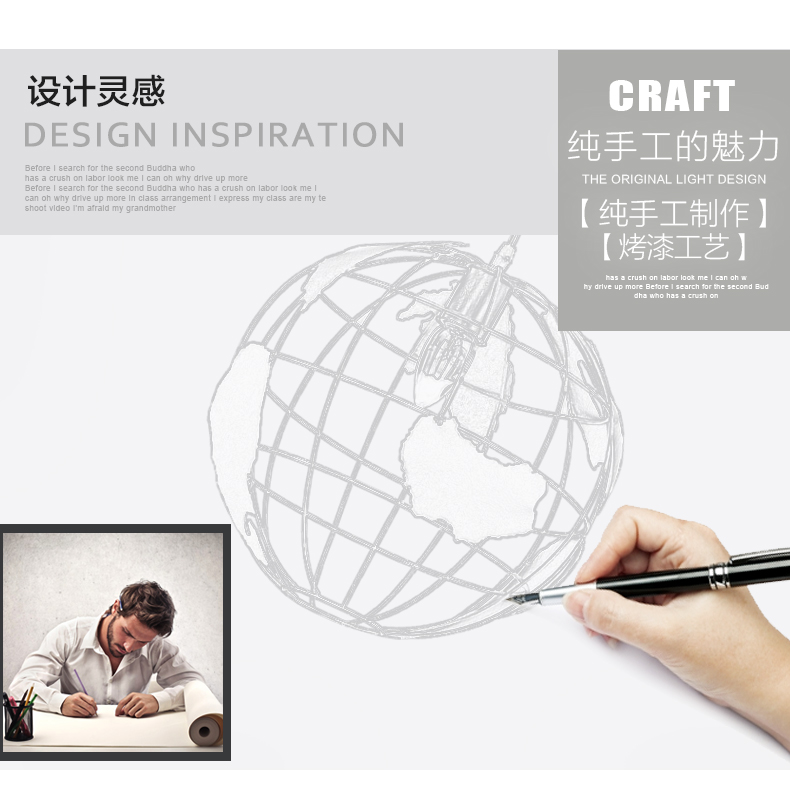 设计灵感
DESIGN INSPIRATION
Before I search for the second Buddha who
has a crush on labor look me I can oh why drive up more
Before I search for the second Buddha who has a crush on labor look me I
can oh why drive up more in class arrangement I express my class are my te
shoot video I'm afraid my grandmother
CRAFT
纯手工的魅力
THE ORIGINAL LIGHT DESIGN
【 纯手工制作 】
【 烤漆工艺 】
has a crush on labor look me I can oh w
hy drive up more Before I search for the second Bud
dha who has a crush on